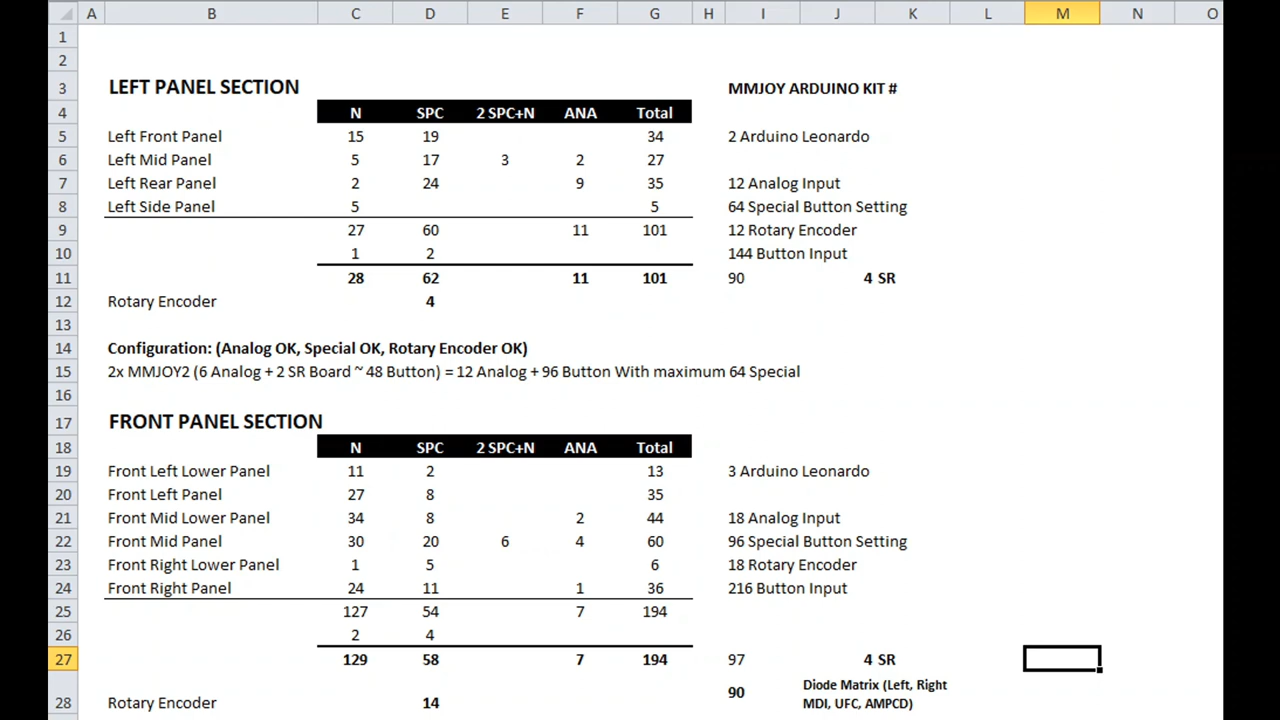 A B C D E F G H I J K L M N O
1
2
3 LEFT PANEL SECTION MMJOY ARDUINO KIT #
4 N SPC 2 SPC+N ANA Total
5 Left Front Panel 15 19 34 2 Arduino Leonardo
6 Left Mid Panel 5 17 3 2 27
7 Left Rear Panel 2 24 9 35 12 Analog Input
8 Left Side Panel 5 5 64 Special Button Setting
9 27 60 11 101 12 Rotary Encoder
10 1 2 144 Button Input
11 28 62 11 101 90 4 SR
12 Rotary Encoder 4
13
14 Configuration: (Analog OK, Special OK, Rotary Encoder OK)
15 2x MMJOY2 (6 Analog + 2 SR Board ~ 48 Button) = 12 Analog + 96 Button With maximum 64 Special
16
17 FRONT PANEL SECTION
18 N SPC 2 SPC+N ANA Total
19 Front Left Lower Panel 11 2 13 3 Arduino Leonardo
20 Front Left Panel 27 8 35
21 Front Mid Lower Panel 34 8 2 44 18 Analog Input
22 Front Mid Panel 30 20 6 4 60 96 Special Button Setting
23 Front Right Lower Panel 1 5 6 18 Rotary Encoder
24 Front Right Panel 24 11 1 36 216 Button Input
25 127 54 7 194
26 2 4
27 129 58 7 194 97 4 SR
28 Rotary Encoder 14 90 Diode Matrix (Left, Right
MDI, UFC, AMPCD)